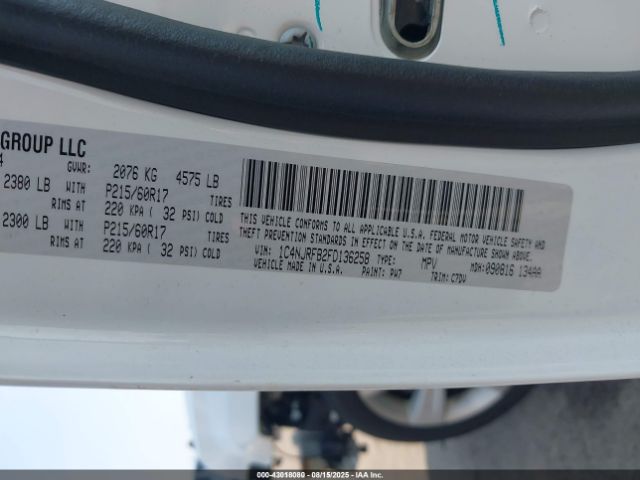 GROUP LLC
4
GVWR: 2076 KG 4575 LB
2380 LB WITH P215/60R17 TIRES
RIMS AT 220 KPA ( 32 PSI) COLD
2300 LB WITH P215/60R17 TIRES
RIMS AT 220 KPA ( 32 PSI) COLD
THIS VEHICLE CONFORMS TO ALL APPLICABLE U.S.A. FEDERAL MOTOR VEHICLE SAFETY AND
THEFT PREVENTION STANDARDS IN EFFECT ON THE DATE OF MANUFACTURE SHOWN ABOVE.
VIN: 1C4NJRFB2FD136258 TYPE: MPV MDH: 090816 13488
VEHICLE MADE IN U.S.A. PAINT: PW7 TRIM: C7DV
000-43018080 - 08/15/2025 - IAA Inc.